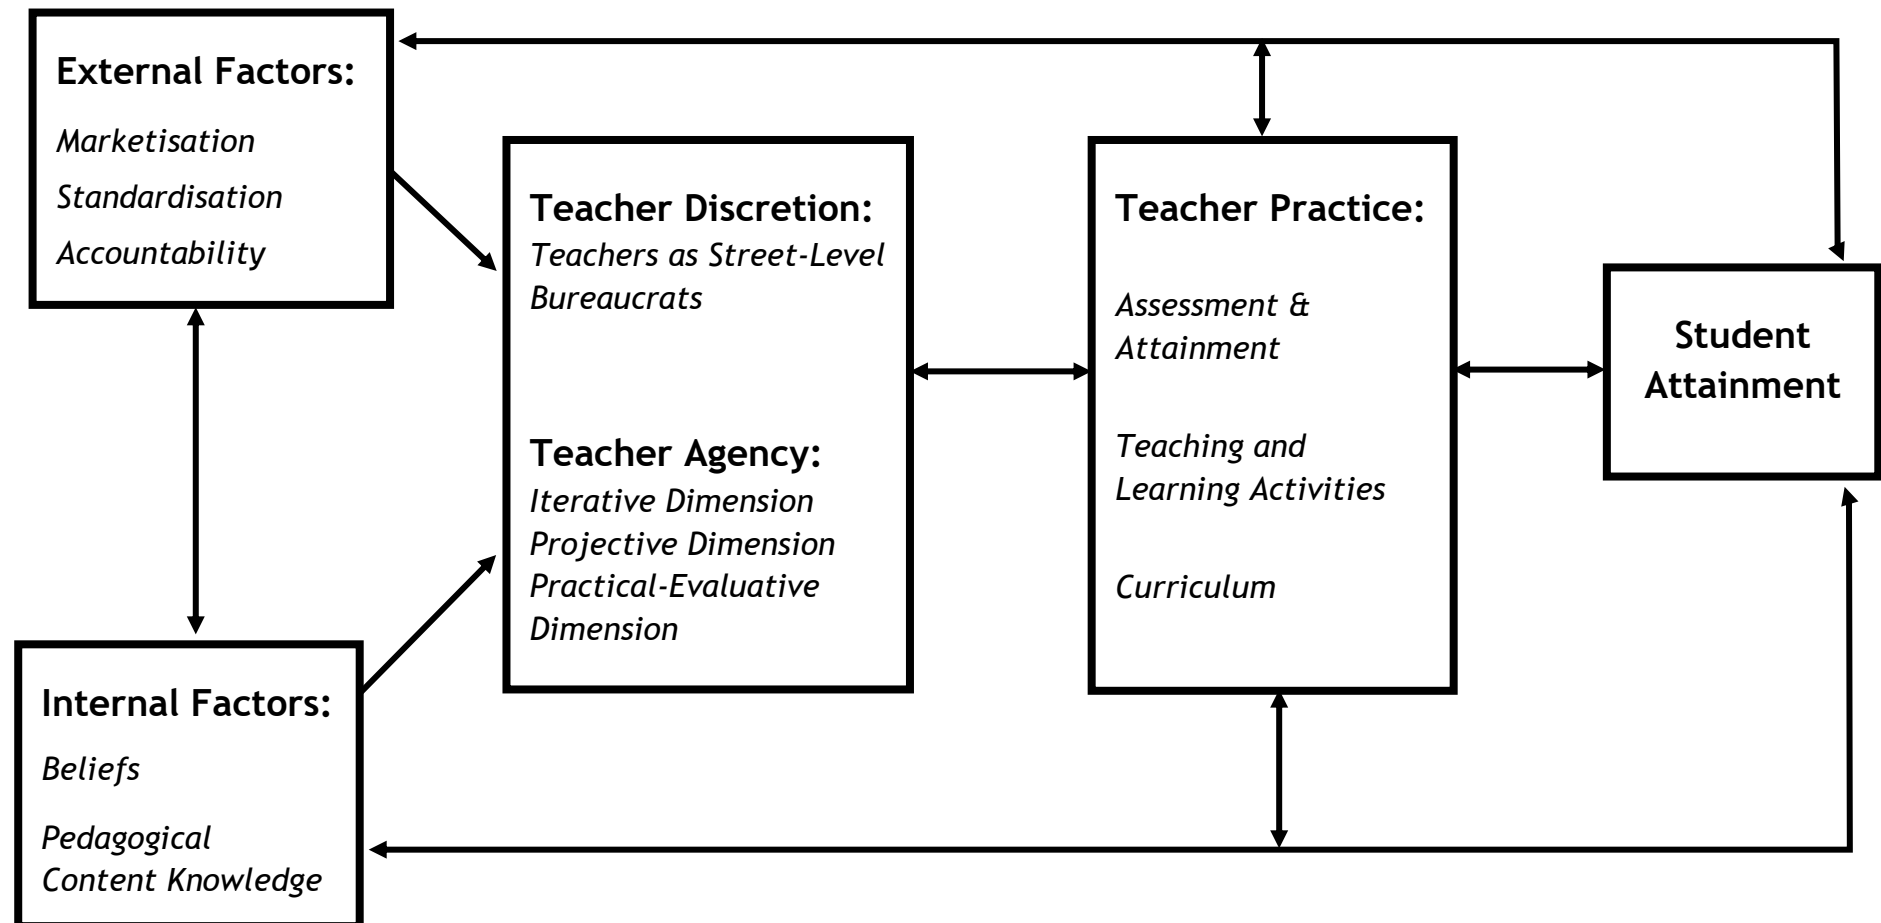 External Factors:
Marketisation
Standardisation
Accountability
Internal Factors:
Beliefs
Pedagogical
Content Knowledge
Teacher Discretion:
Teachers as Street-Level
Bureaucrats
Teacher Agency:
Iterative Dimension
Projective Dimension
Practical-Evaluative
Dimension
Teacher Practice:
Assessment &
Attainment
Teaching and
Learning Activities
Curriculum
Student
Attainment